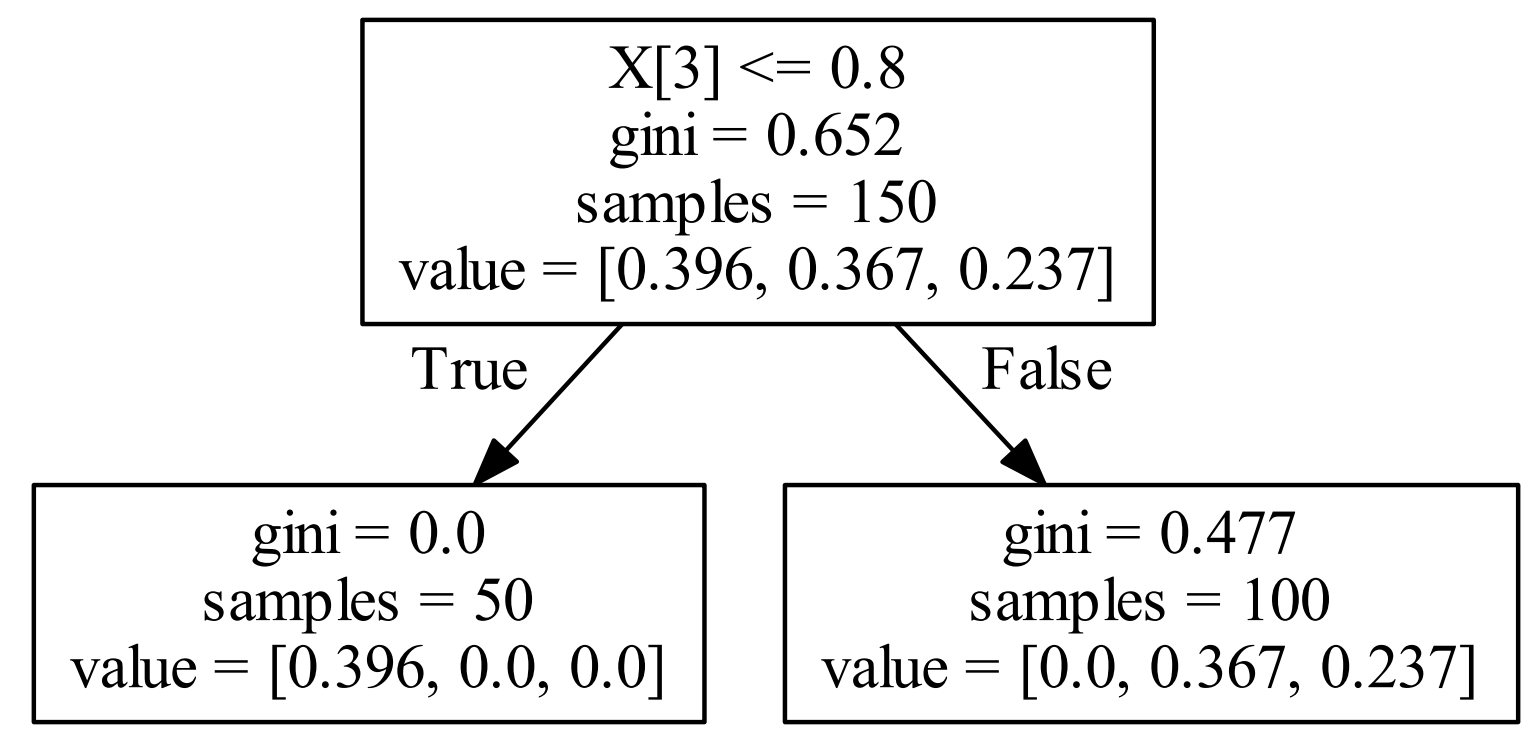 X[3] <= 0.8
gini = 0.652
samples = 150
value = [0.396, 0.367, 0.237]
True
False
gini = 0.0
samples = 50
value = [0.396, 0.0, 0.0]
gini = 0.477
samples = 100
value = [0.0, 0.367, 0.237]